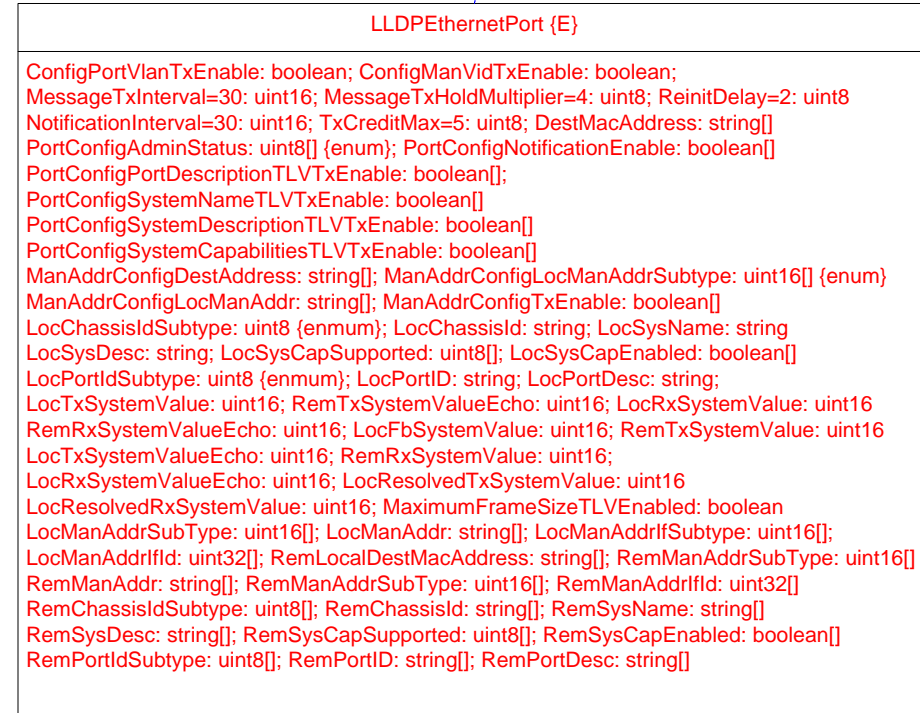 LLDPEthernetPort {E}
ConfigPortVlanTxEnable: boolean; ConfigManVidTxEnable: boolean;
MessageTxInterval=30: uint16; MessageTxHoldMultiplier=4: uint8; ReinitDelay=2: uint8
NotificationInterval=30: uint16; TxCreditMax=5: uint8; DestMacAddress: string[]
PortConfigAdminStatus: uint8[] {enum}; PortConfigNotificationEnable: boolean[]
PortConfigPortDescriptionTLVTxEnable: boolean[];
PortConfigSystemNameTLVTxEnable: boolean[]
PortConfigSystemDescriptionTLVTxEnable: boolean[]
PortConfigSystemCapabilitiesTLVTxEnable: boolean[]
ManAddrConfigDestAddress: string[]; ManAddrConfigLocManAddrSubtype: uint16[] {enum}
ManAddrConfigLocManAddr: string[]; ManAddrConfigTxEnable: boolean[]
LocChassisIdSubtype: uint8 {enmum}; LocChassisId: string; LocSysName: string
LocSysDesc: string; LocSysCapSupported: uint8[]; LocSysCapEnabled: boolean[]
LocPortIdSubtype: uint8 {enmum}; LocPortID: string; LocPortDesc: string;
LocTxSystemValue: uint16; RemTxSystemValueEcho: uint16; LocRxSystemValue: uint16
RemRxSystemValueEcho: uint16; LocFbSystemValue: uint16; RemTxSystemValue: uint16
LocTxSystemValueEcho: uint16; RemRxSystemValue: uint16;
LocRxSystemValueEcho: uint16; LocResolvedTxSystemValue: uint16
LocResolvedRxSystemValue: uint16; MaximumFrameSizeTLVEnabled: boolean
LocManAddrSubType: uint16[]; LocManAddr: string[]; LocManAddrIfSubtype: uint16[];
LocManAddrIfId: uint32[]; RemLocalDestMacAddress: string[]; RemManAddrSubType: uint16[]
RemManAddr: string[]; RemManAddrSubType: uint16[]; RemManAddrIfId: uint32[]
RemChassisIdSubtype: uint8[]; RemChassisId: string[]; RemSysName: string[]
RemSysDesc: string[]; RemSysCapSupported: uint8[]; RemSysCapEnabled: boolean[]
RemPortIdSubtype: uint8[]; RemPortID: string[]; RemPortDesc: string[]